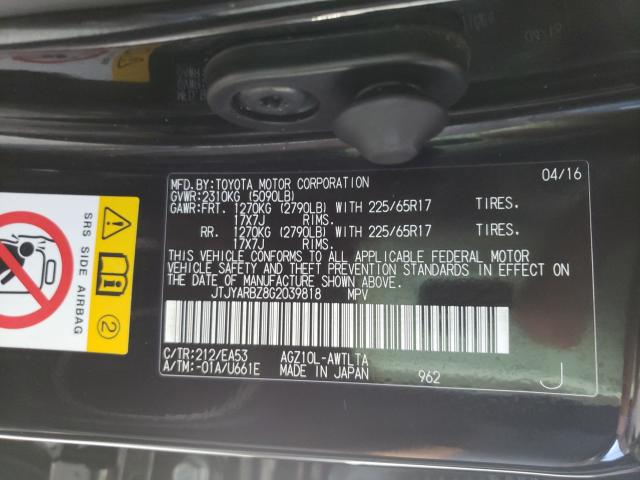 MFD.BY:TOYOTA MOTOR CORPORATION 04/16
GVWR:2310KG (5090LB)
GAWR:FRT. 1270KG (2790LB) WITH 225/65R17 TIRES.
17X7J RIMS.
RR. 1270KG (2790LB) WITH 225/65R17 TIRES.
17X7J RIMS.
THIS VEHICLE CONFORMS TO ALL APPLICABLE FEDERAL MOTOR
VEHICLE SAFETY AND THEFT PREVENTION STANDARDS IN EFFECT ON
THE DATE OF MANUFACTURE SHOWN ABOVE.
JTJYARBZ8G2039818 MPV
C/TR:212/EA53 AGZ10L-AWTLTA
A/TM:-01A/U661E MADE IN JAPAN 962 J
SRS SIDE AIRBAG
2